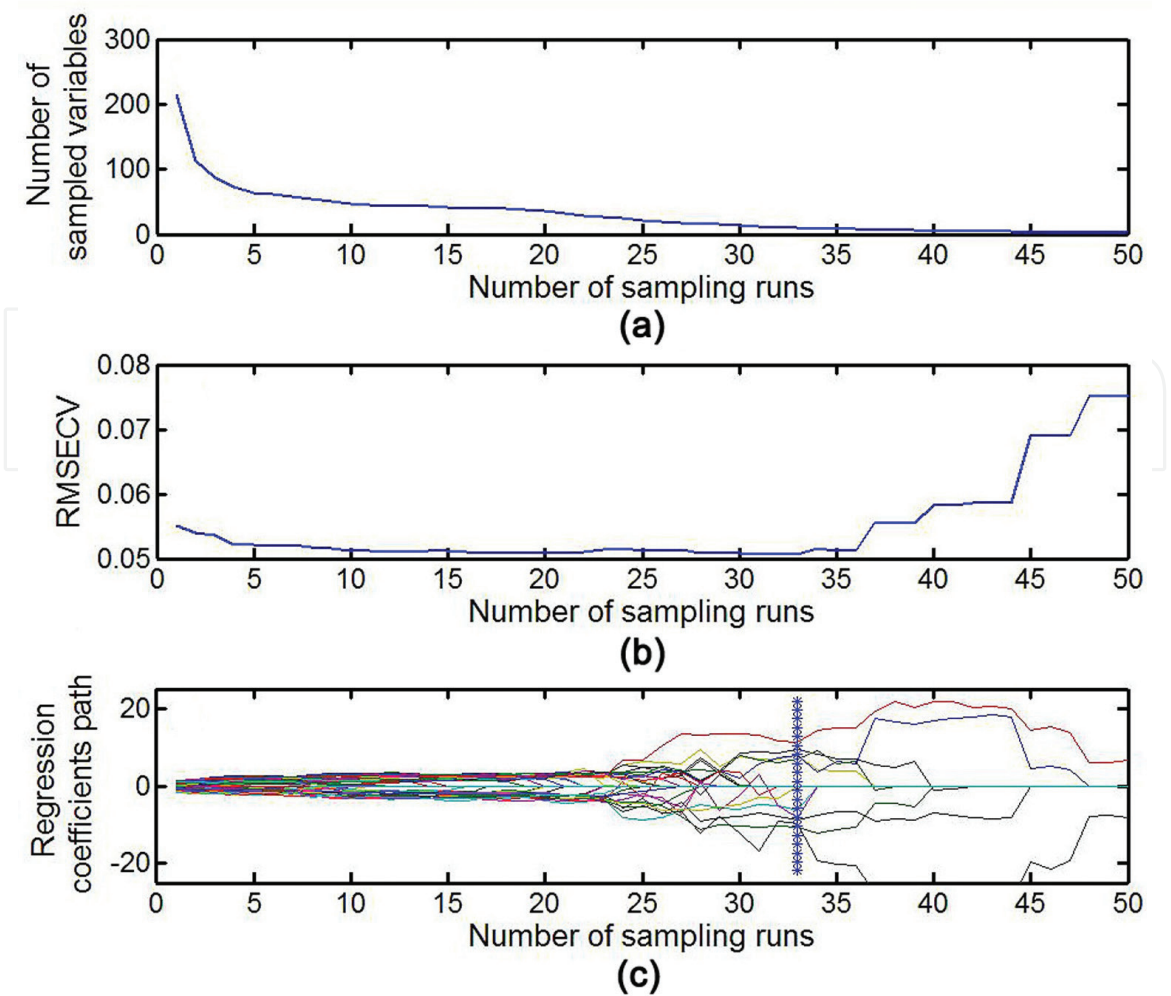 300
200
100
0
Number of
sampled variables
0 5 10 15 20 25 30 35 40 45 50
Number of sampling runs
(a)
0.08
0.07
0.06
0.05
RMSECV
0 5 10 15 20 25 30 35 40 45 50
Number of sampling runs
(b)
20
0
-20
Regression
coefficients path
0 5 10 15 20 25 30 35 40 45 50
Number of sampling runs
(c)